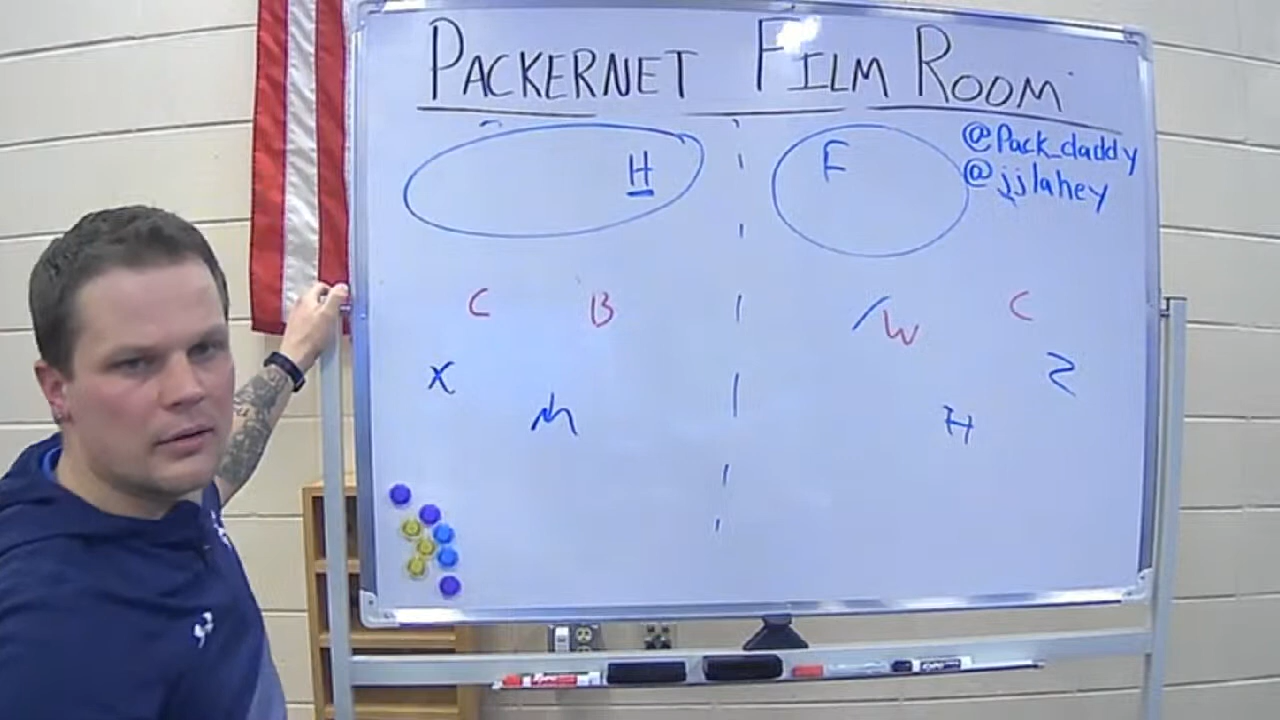 PACKERNET FILM ROOM
@Pack_daddy
@jjlahey
H F
C B W C
X Z
M H